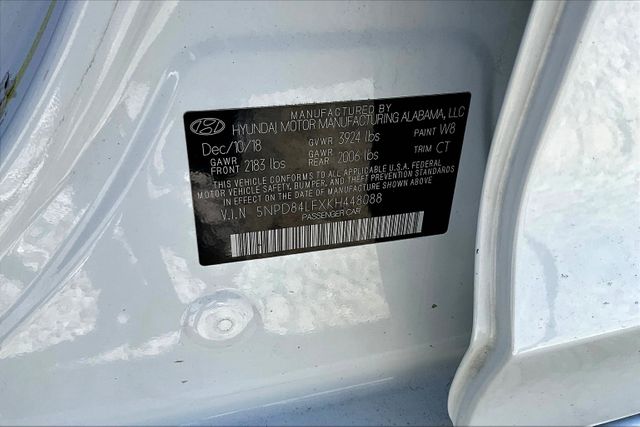 MANUFACTURED BY
HYUNDAI MOTOR MANUFACTURING ALABAMA, LLC
Dec/10/18 GVWR 3924 lbs PAINT W8
GAWR FRONT 2183 lbs GAWR REAR 2006 lbs TRIM CT
THIS VEHICLE CONFORMS TO ALL APPLICABLE U.S.A. FEDERAL
MOTOR VEHICLE SAFETY, BUMPER, AND THEFT PREVENTION STANDARDS
IN EFFECT ON THE DATE OF MANUFACTURE SHOWN ABOVE.
V.I.N 5NPD84LFXKH448088
PASSENGER CAR